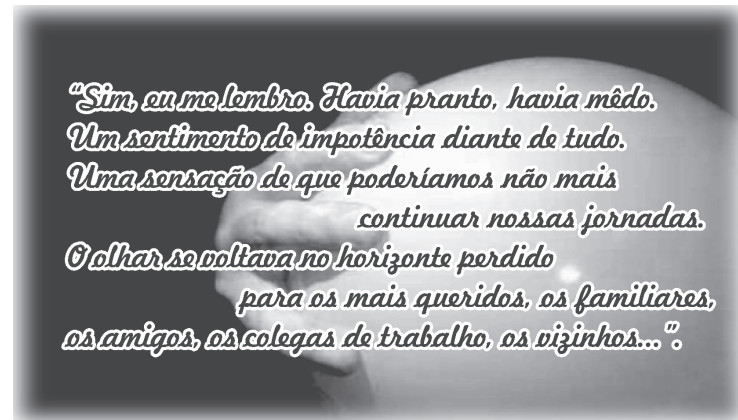 “Sim, eu me lembro. Havia pranto, havia mêdo.
Um sentimento de impotência diante de tudo.
Uma sensação de que poderíamos não mais
continuar nossas jornadas.
O olhar se voltava no horizonte perdido
para os mais queridos, os familiares,
os amigos, os colegas de trabalho, os vizinhos...”.